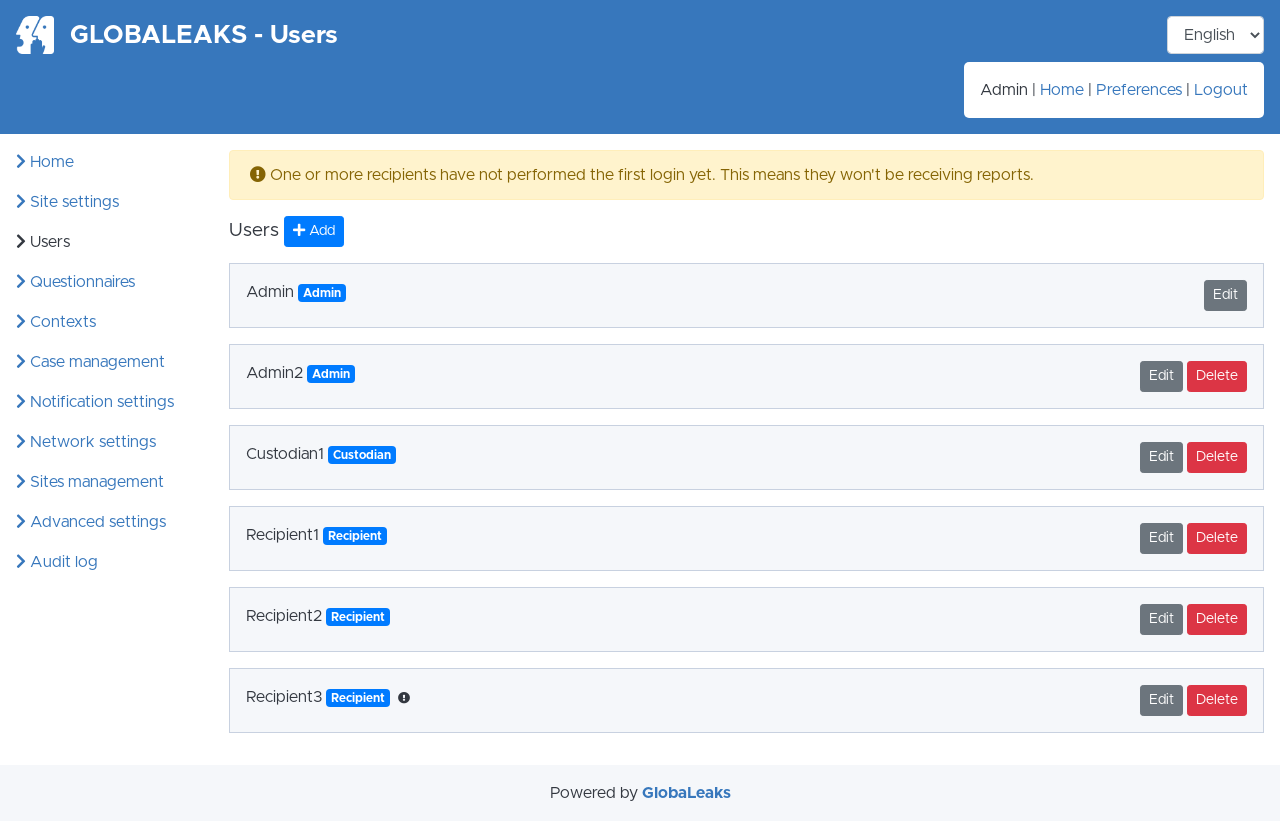 GLOBALEAKS - Users
English
Admin | Home | Preferences | Logout
Home
Site settings
Users
Questionnaires
Contexts
Case management
Notification settings
Network settings
Sites management
Advanced settings
Audit log
One or more recipients have not performed the first login yet. This means they won't be receiving reports.
Users Add
Admin Admin Edit
Admin2 Admin Edit Delete
Custodian1 Custodian Edit Delete
Recipient1 Recipient Edit Delete
Recipient2 Recipient Edit Delete
Recipient3 Recipient Edit Delete
Powered by GlobaLeaks